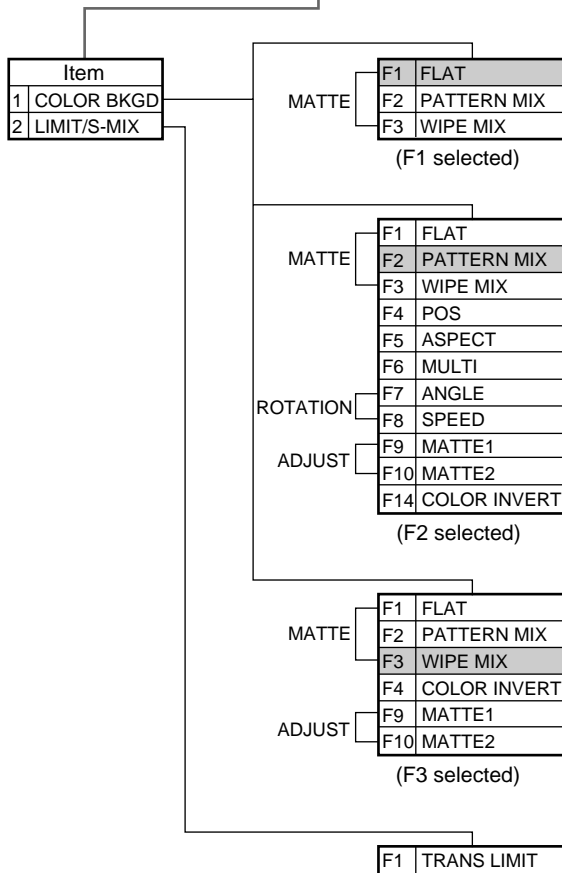 Item
1 COLOR BKGD
2 LIMIT/S-MIX
MATTE
F1 FLAT
F2 PATTERN MIX
F3 WIPE MIX
(F1 selected)
MATTE
F1 FLAT
F2 PATTERN MIX
F3 WIPE MIX
F4 POS
F5 ASPECT
F6 MULTI
ROTATION
F7 ANGLE
F8 SPEED
ADJUST
F9 MATTE1
F10 MATTE2
F14 COLOR INVERT
(F2 selected)
MATTE
F1 FLAT
F2 PATTERN MIX
F3 WIPE MIX
F4 COLOR INVERT
ADJUST
F9 MATTE1
F10 MATTE2
(F3 selected)
F1 TRANS LIMIT